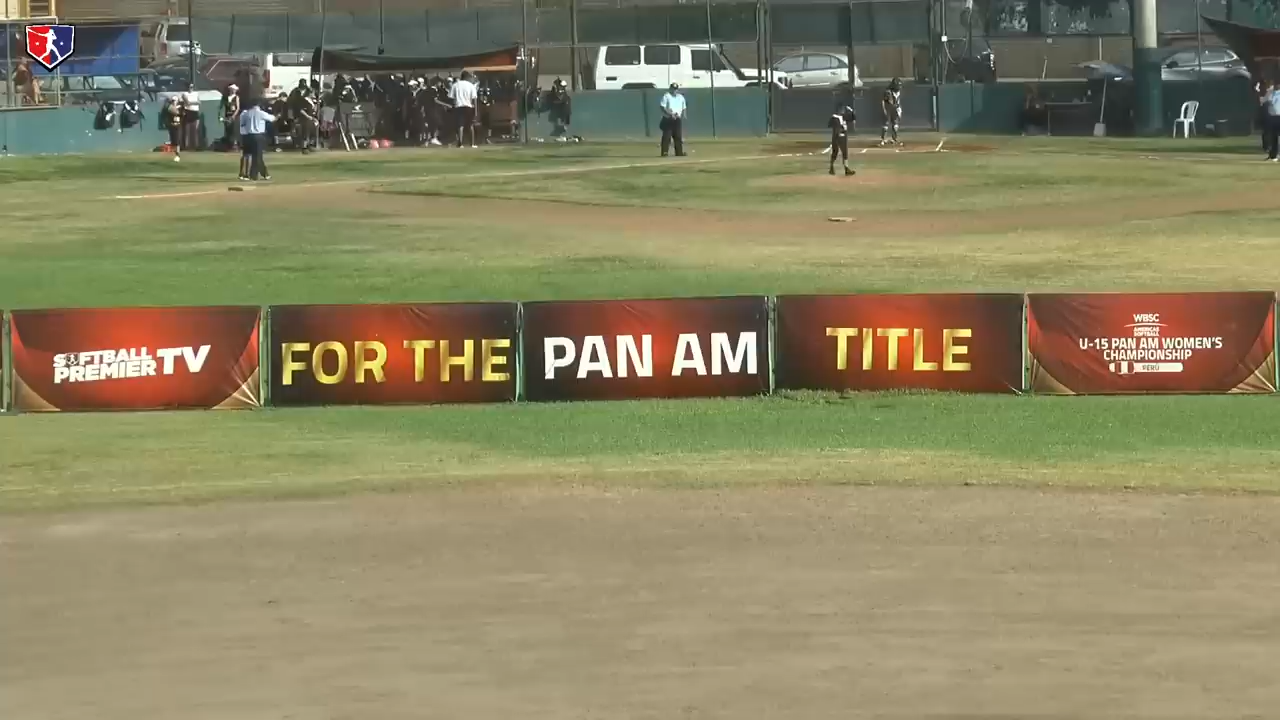 SOFTBALL
PREMIER TV
FOR THE
PAN AM
TITLE
WBSC
AMERICAS
SOFTBALL
U-15 PAN AM WOMEN'S
CHAMPIONSHIP
PERÚ